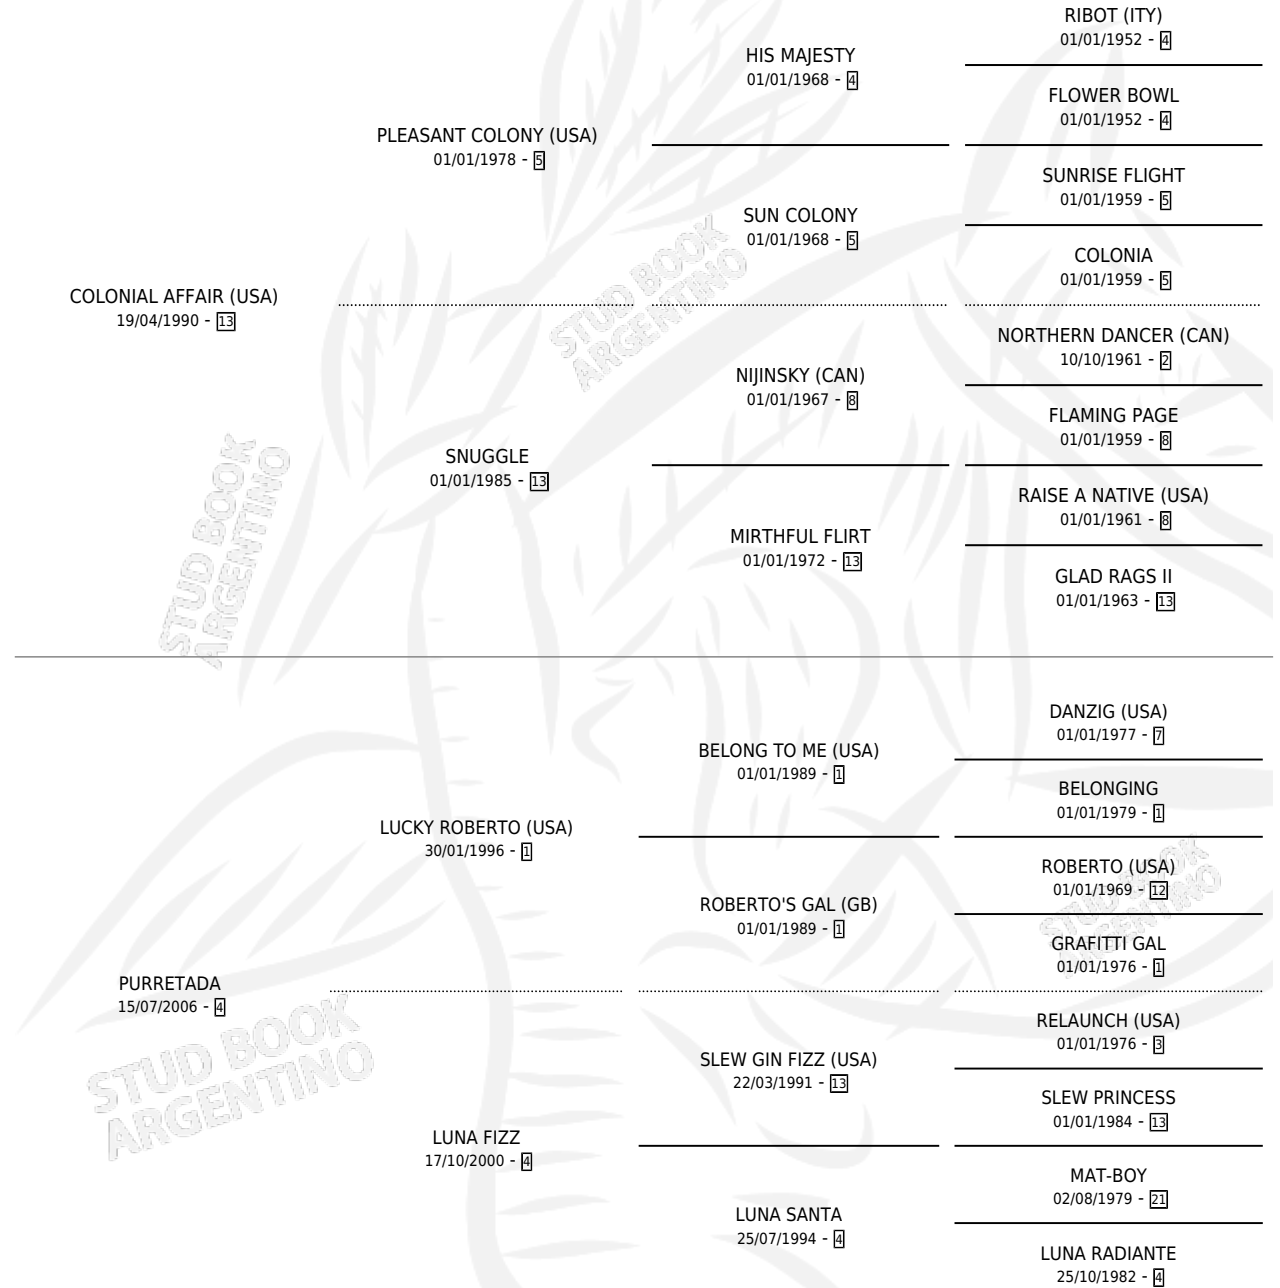 RIBOT (ITY)
01/01/1952 - 4
HIS MAJESTY
01/01/1968 - 4
FLOWER BOWL
01/01/1952 - 4
PLEASANT COLONY (USA)
01/01/1978 - 5
SUNRISE FLIGHT
01/01/1959 - 5
SUN COLONY
01/01/1968 - 5
COLONIA
01/01/1959 - 5
COLONIAL AFFAIR (USA)
19/04/1990 - 13
STUD BOOK
ARGENTINO
NORTHERN DANCER (CAN)
10/10/1961 - 2
NIJINSKY (CAN)
01/01/1967 - 8
FLAMING PAGE
01/01/1959 - 8
SNUGGLE
01/01/1985 - 13
RAISE A NATIVE (USA)
01/01/1961 - 8
MIRTHFUL FLIRT
01/01/1972 - 13
GLAD RAGS II
01/01/1963 - 13
STUD BOOK
ARGENTINO
DANZIG (USA)
01/01/1977 - 7
BELONG TO ME (USA)
01/01/1989 - 1
BELONGING
01/01/1979 - 1
LUCKY ROBERTO (USA)
30/01/1996 - 1
ROBERTO (USA)
01/01/1969 - 12
ROBERTO'S GAL (GB)
01/01/1989 - 1
STUD BOOK
ARGENTINO
GRAFITTI GAL
01/01/1976 - 1
PURRETADA
15/07/2006 - 4
STUD BOOK
ARGENTINO
RELAUNCH (USA)
01/01/1976 - 3
SLEW GIN FIZZ (USA)
22/03/1991 - 13
SLEW PRINCESS
01/01/1984 - 13
LUNA FIZZ
17/10/2000 - 4
MAT-BOY
02/08/1979 - 21
LUNA SANTA
25/07/1994 - 4
LUNA RADIANTE
25/10/1982 - 4